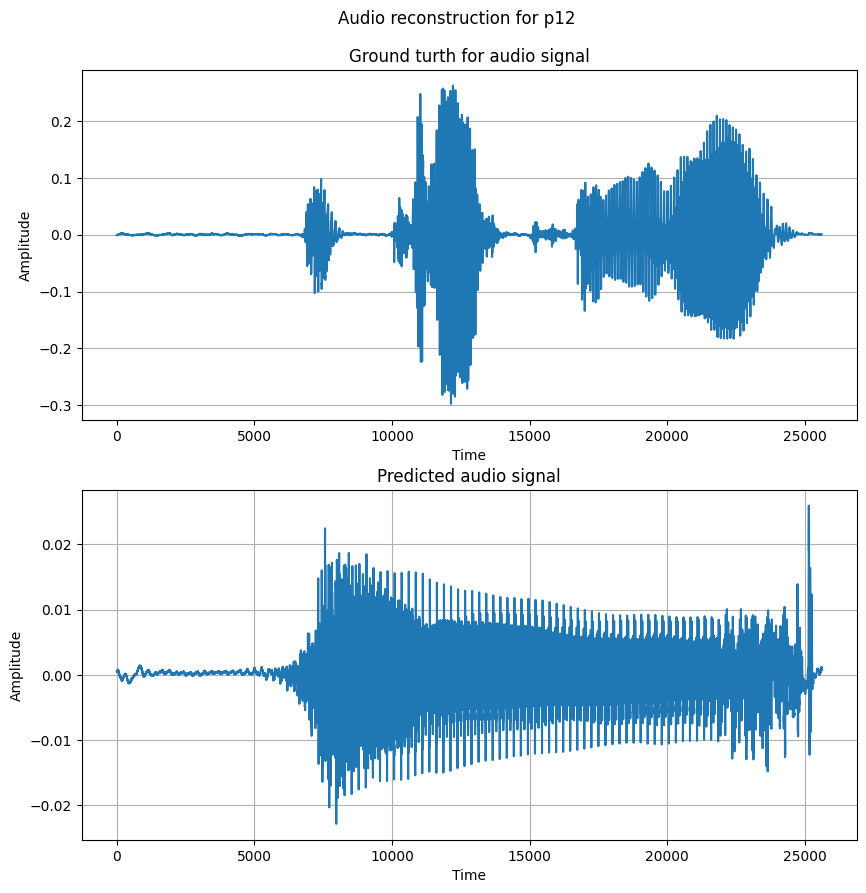 Audio reconstruction for p12
Ground turth for audio signal
0.2
0.1
0.0
−0.1
−0.2
−0.3
Amplitude
0 5000 10000 15000 20000 25000
Time
Predicted audio signal
0.02
0.01
0.00
−0.01
−0.02
Amplitude
0 5000 10000 15000 20000 25000
Time